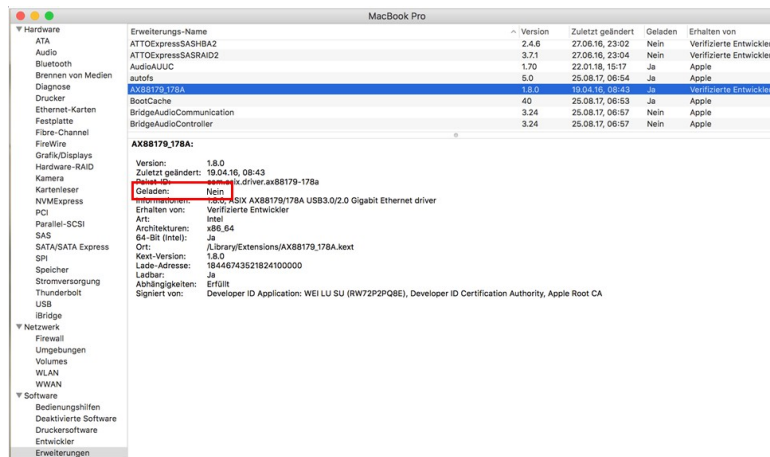 MacBook Pro
▼ Hardware
ATA
Audio
Bluetooth
Brennen von Medien
Diagnose
Drucker
Ethernet-Karten
Festplatte
Fibre-Channel
FireWire
Grafik/Displays
Hardware-RAID
Kamera
Kartenleser
NVMExpress
PCI
Parallel-SCSI
SAS
SATA/SATA Express
SPI
Speicher
Stromversorgung
Thunderbolt
USB
iBridge
▼ Netzwerk
Firewall
Umgebungen
Volumes
WLAN
WWAN
▼ Software
Bedienungshilfen
Deaktivierte Software
Druckersoftware
Entwickler
Erweiterungen
Erweiterungs-Name Version Zuletzt geändert Geladen Erhalten von
ATTOExpressSASHBA2 2.4.6 27.06.16, 23:02 Nein Verifizierte Entwickler
ATTOExpressSASRAID2 3.7.1 27.06.16, 23:04 Nein Verifizierte Entwickler
AudioAUUC 1.70 22.01.18, 15:17 Ja Apple
autofs 5.0 25.08.17, 06:54 Ja Apple
AX88179_178A 1.8.0 19.04.16, 08:43 Ja Verifizierte Entwickler
BootCache 40 25.08.17, 06:53 Ja Apple
BridgeAudioCommunication 3.24 25.08.17, 06:57 Nein Apple
BridgeAudioController 3.24 25.08.17, 06:57 Nein Apple
AX88179_178A:
Version: 1.8.0
Zuletzt geändert: 19.04.16, 08:43
Paket-ID: com.asix.driver.ax88179-178a
Geladen: Nein
Informationen: 1.8.0, ASIX AX88179/178A USB3.0/2.0 Gigabit Ethernet driver
Erhalten von: Verifizierte Entwickler
Art: Intel
Architekturen: x86_64
64-Bit (Intel): Ja
Ort: /Library/Extensions/AX88179_178A.kext
Kext-Version: 1.8.0
Lade-Adresse: 18446743521824100000
Ladbar: Ja
Abhängigkeiten: Erfüllt
Signiert von: Developer ID Application: WEI LU SU (RW72P2PQ8E), Developer ID Certification Authority, Apple Root CA